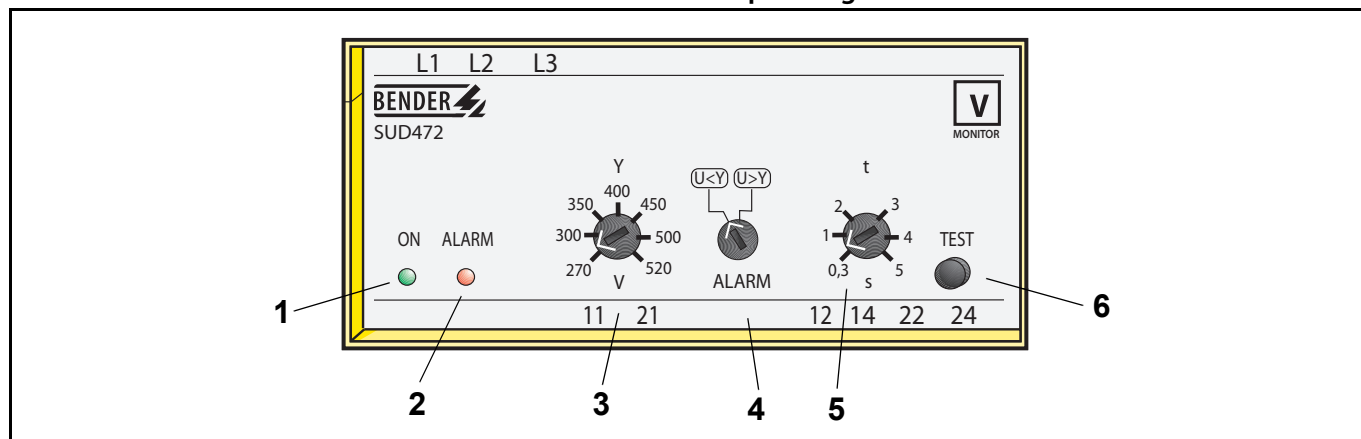 L1 L2 L3
BENDER
SUD472
V
MONITOR
Y
400
350 450
300 500
270 520
V
U<Y U>Y
ALARM
t
2 3
1 4
0,3 5
s
ON ALARM
TEST
11 21 12 14 22 24
1 2 3 4 5 6